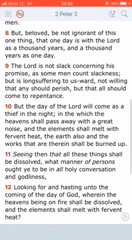 2 Peter 3
men.
8 But, beloved, be not ignorant of this
one thing, that one day is with the Lord
as a thousand years, and a thousand
years as one day.
9 The Lord is not slack concerning his
promise, as some men count slackness;
but is longsuffering to us-ward, not willing
that any should perish, but that all should
come to repentance.
10 But the day of the Lord will come as a
thief in the night; in the which the
heavens shall pass away with a great
noise, and the elements shall melt with
fervent heat, the earth also and the
works that are therein shall be burned up.
11 Seeing then that all these things shall
be dissolved, what manner of persons
ought ye to be in all holy conversation
and godliness,
12 Looking for and hasting unto the
coming of the day of God, wherein the
heavens being on fire shall be dissolved,
and the elements shall melt with fervent
heat?